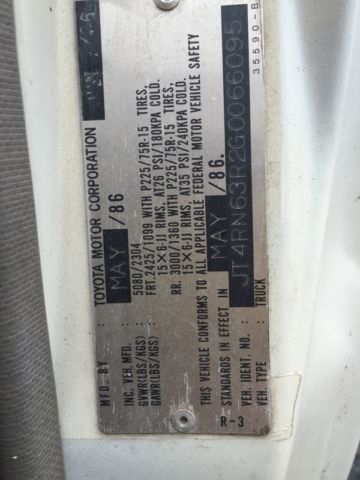 MFD. BY : TOYOTA MOTOR CORPORATION
MAY /86
INC. VEH. MFD.
GVWR(LBS/KGS) : 5080/2304
GAWR(LBS/KGS) : FRT. 2425/1099 WITH P225/75R-15 TIRES,
15×6-JJ RIMS, AT26 PSI/180KPA COLD.
RR. 3000/1360 WITH P225/75R-15 TIRES,
15×6-JJ RIMS, AT35 PSI/240KPA COLD.
THIS VEHICLE CONFORMS TO ALL APPLICABLE FEDERAL MOTOR VEHICLE SAFETY
STANDARDS IN EFFECT IN MAY /86.
VEH. IDENT. NO. : JT4RN63R2G0066095
VEH. TYPE : TRUCK
R-3
35590-B